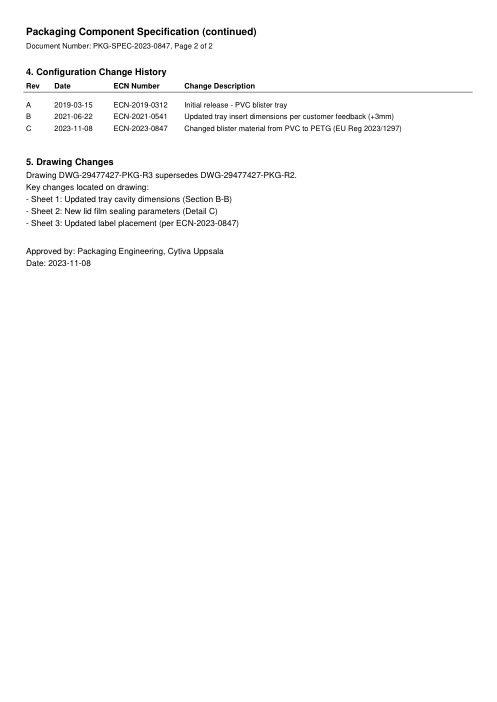 Packaging Component Specification (continued)
Document Number: PKG-SPEC-2023-0847, Page 2 of 2
4. Configuration Change History
Rev Date ECN Number Change Description
A 2019-03-15 ECN-2019-0312 Initial release - PVC blister tray
B 2021-06-22 ECN-2021-0541 Updated tray insert dimensions per customer feedback (+3mm)
C 2023-11-08 ECN-2023-0847 Changed blister material from PVC to PETG (EU Reg 2023/1297)
5. Drawing Changes
Drawing DWG-29477427-PKG-R3 supersedes DWG-29477427-PKG-R2.
Key changes located on drawing:
- Sheet 1: Updated tray cavity dimensions (Section B-B)
- Sheet 2: New lid film sealing parameters (Detail C)
- Sheet 3: Updated label placement (per ECN-2023-0847)
Approved by: Packaging Engineering, Cytiva Uppsala
Date: 2023-11-08